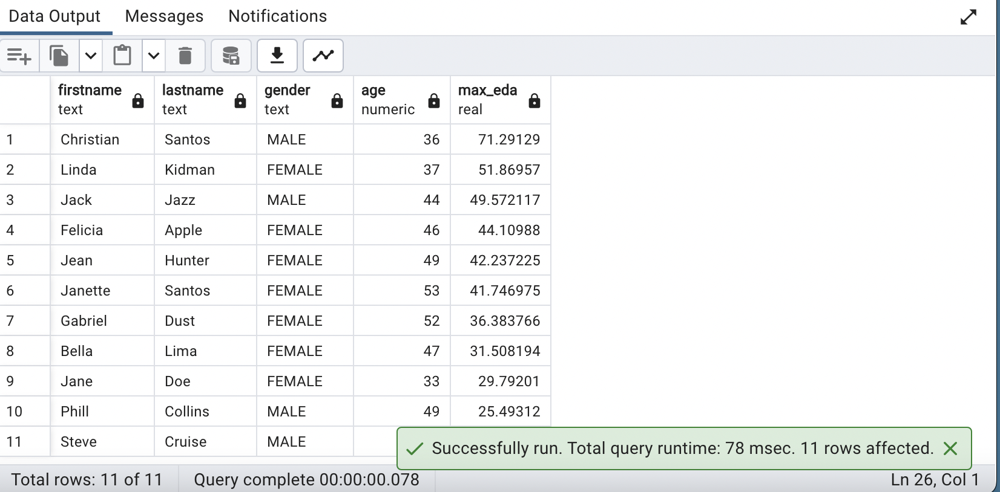 Data Output Messages Notifications
firstname lastname gender age max_eda
text text text numeric real
1 Christian Santos MALE 36 71.29129
2 Linda Kidman FEMALE 37 51.86957
3 Jack Jazz MALE 44 49.572117
4 Felicia Apple FEMALE 46 44.10988
5 Jean Hunter FEMALE 49 42.237225
6 Janette Santos FEMALE 53 41.746975
7 Gabriel Dust FEMALE 52 36.383766
8 Bella Lima FEMALE 47 31.508194
9 Jane Doe FEMALE 33 29.79201
10 Phill Collins MALE 49 25.49312
11 Steve Cruise MALE
Successfully run. Total query runtime: 78 msec. 11 rows affected.
Total rows: 11 of 11 Query complete 00:00:00.078 Ln 26, Col 1